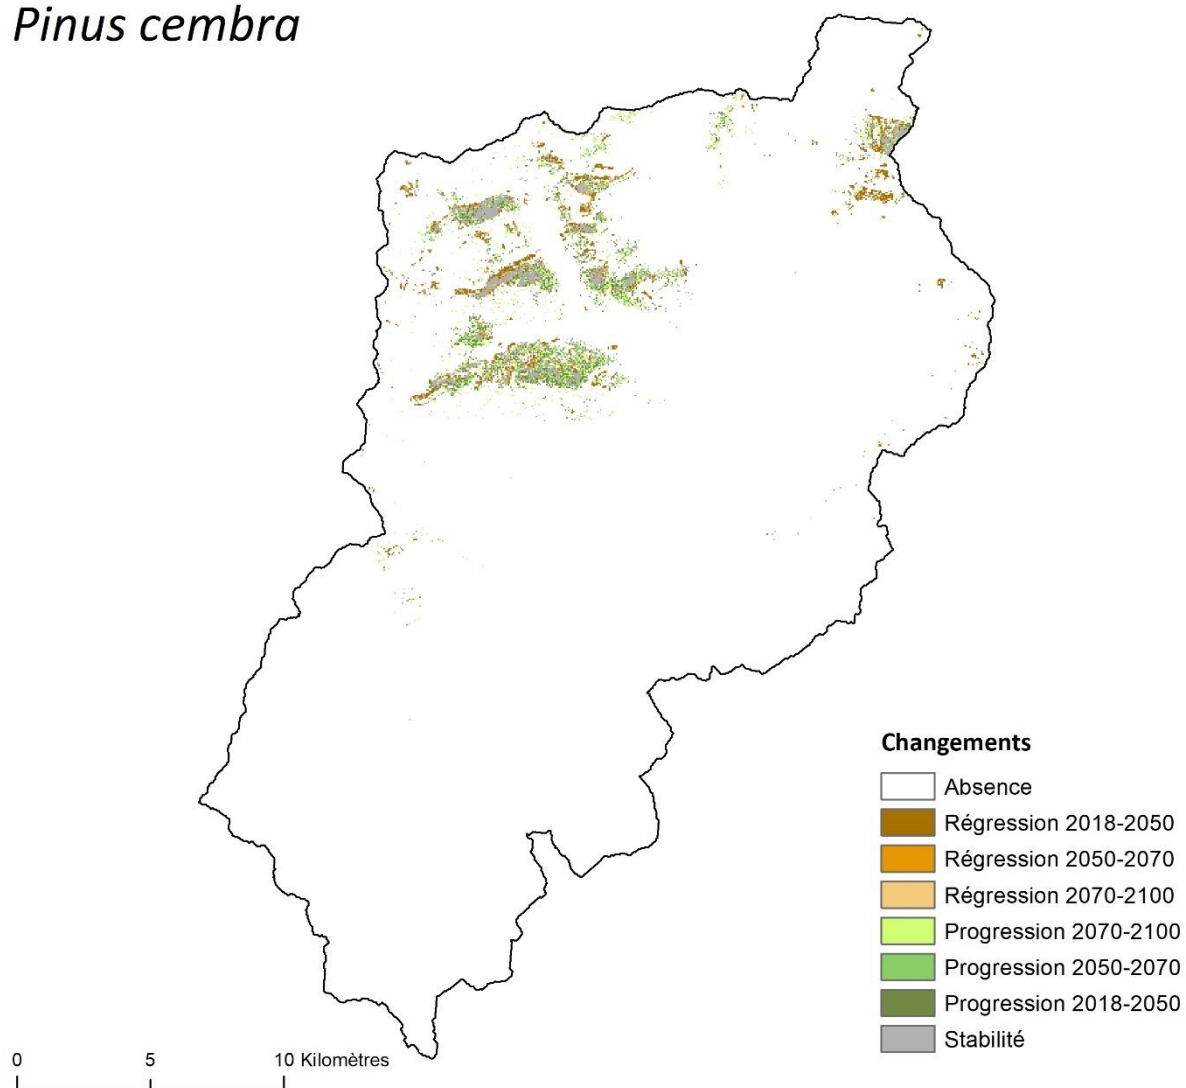 Pinus cembra
Changements
Absence
Régression 2018-2050
Régression 2050-2070
Régression 2070-2100
Progression 2070-2100
Progression 2050-2070
Progression 2018-2050
Stabilité
0 5 10 Kilomètres